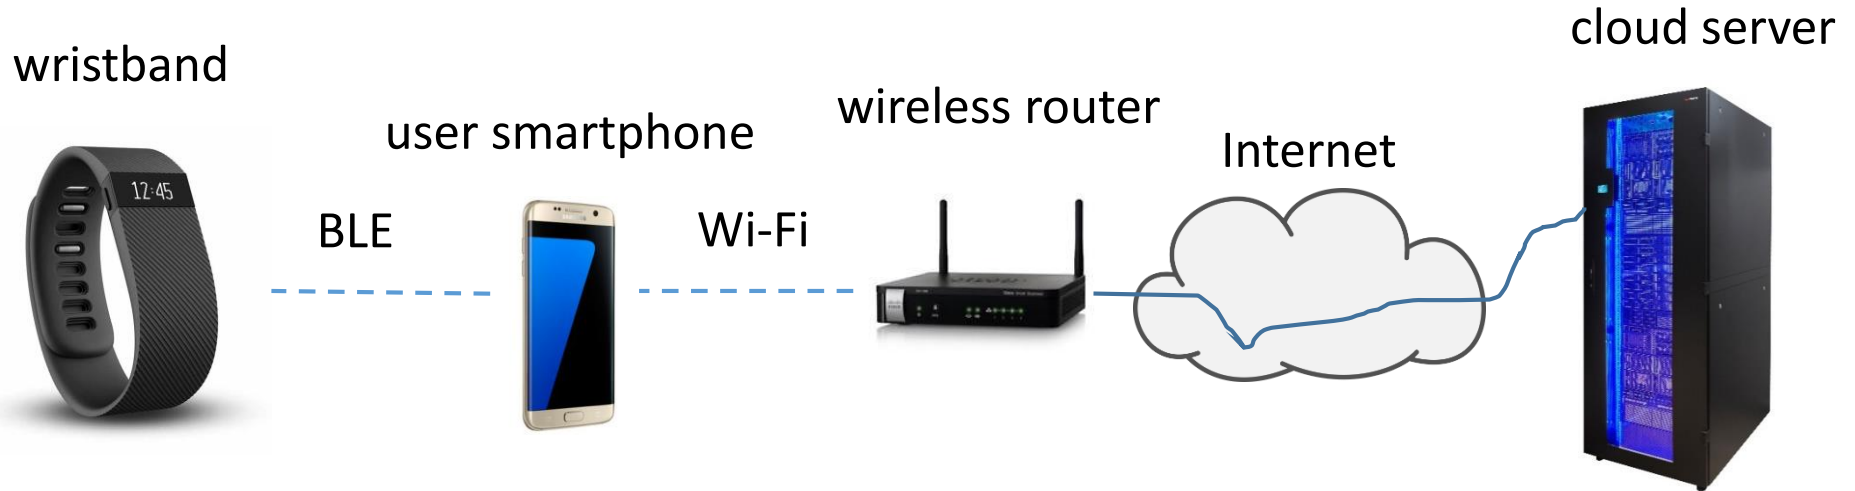 wristband
12:45
user smartphone
BLE
Wi-Fi
wireless router
Internet
cloud server